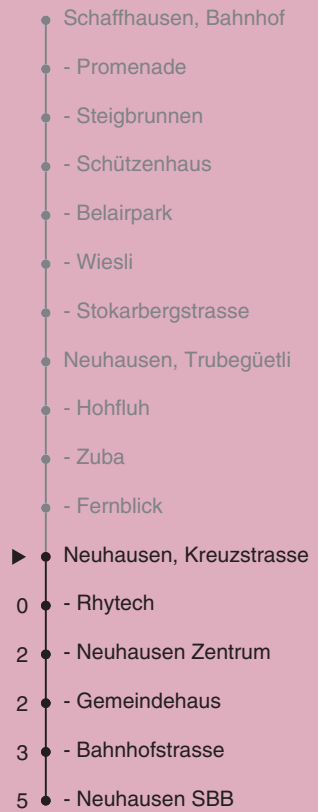 Schaffhausen, Bahnhof
- Promenade
- Steigbrunnen
- Schützenhaus
- Belairpark
- Wiesli
- Stokarbergstrasse
Neuhausen, Trubegüetli
- Hohfluh
- Zuba
- Fernblick
Neuhausen, Kreuzstrasse
0 - Rhytech
2 - Neuhausen Zentrum
2 - Gemeindehaus
3 - Bahnhofstrasse
5 - Neuhausen SBB